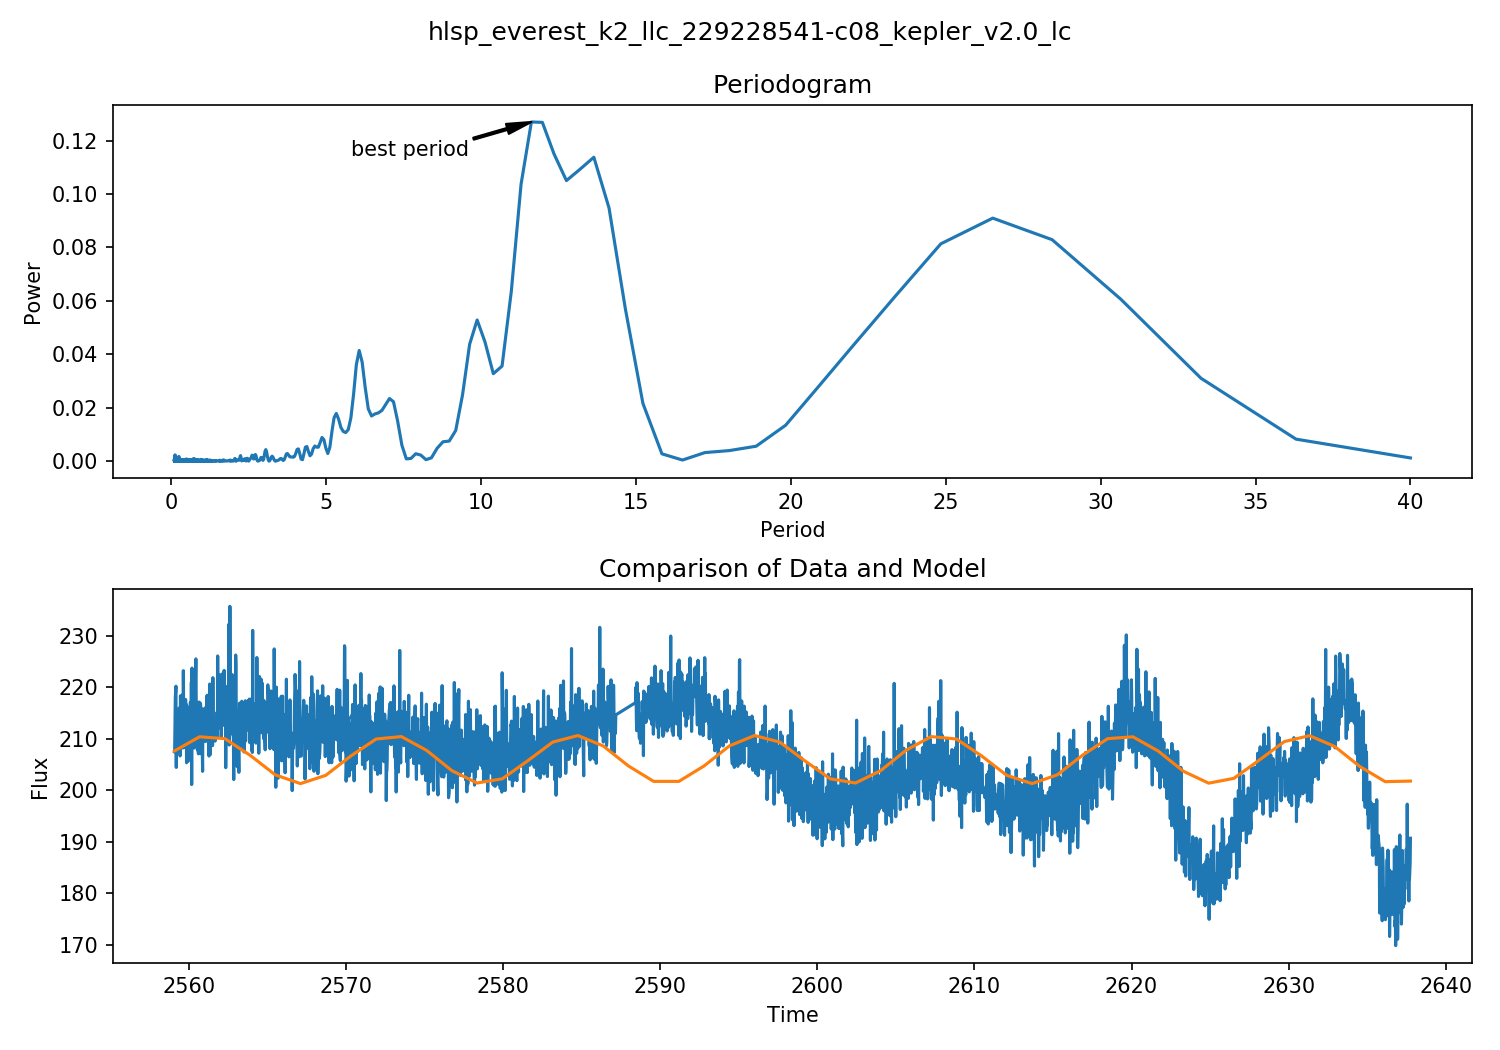 hlsp_everest_k2_llc_229228541-c08_kepler_v2.0_lc
Periodogram
best period
0.12
0.10
0.08
0.06
0.04
0.02
0.00
Power
0 5 10 15 20 25 30 35 40
Period
Comparison of Data and Model
230
220
210
200
190
180
170
Flux
2560 2570 2580 2590 2600 2610 2620 2630 2640
Time